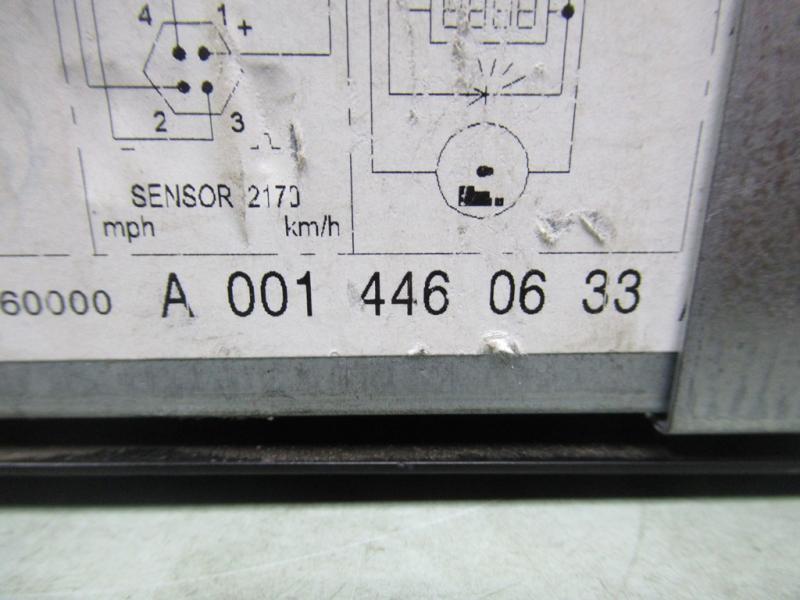 4 1 +
2 3
SENSOR 2170
mph km/h
60000 A 001 446 06 33